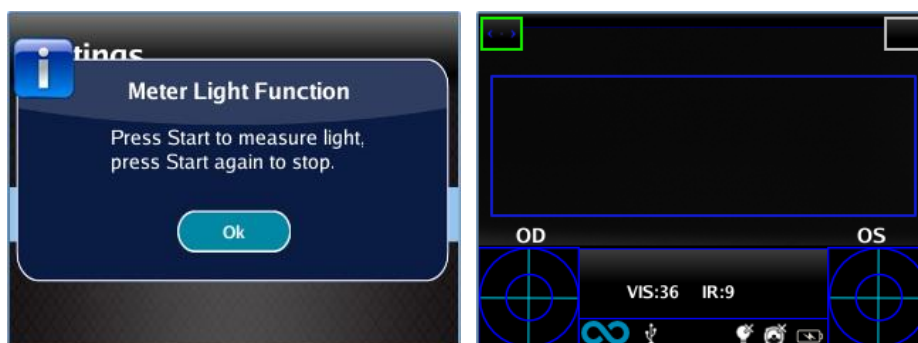 tings
Meter Light Function
Press Start to measure light,
press Start again to stop.
Ok
OD
OS
VIS:36 IR:9